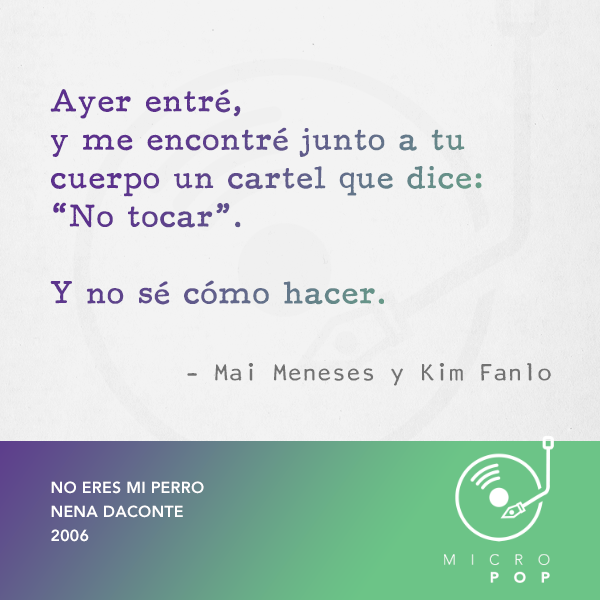 Ayer entré,
y me encontré junto a tu
cuerpo un cartel que dice:
“No tocar”.
Y no sé cómo hacer.
– Mai Meneses y Kim Fanlo
NO ERES MI PERRO
NENA DACONTE
2006
MICRO
POP